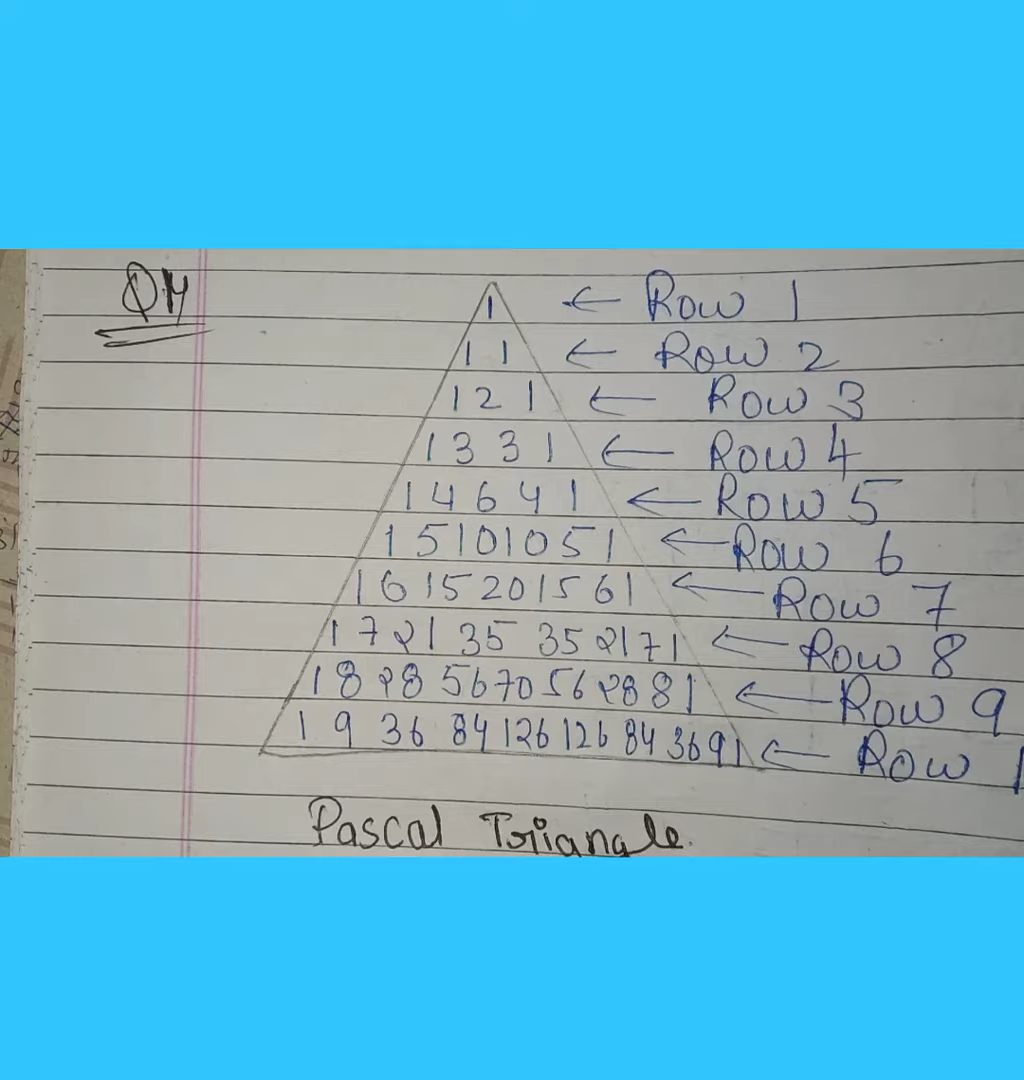 QM
1 ← Row 1
1 1 ← Row 2
1 2 1 ← Row 3
1 3 3 1 ← Row 4
1 4 6 4 1 ← Row 5
1 5 10 10 5 1 ← Row 6
1 6 15 20 15 6 1 ← Row 7
1 7 21 35 35 21 7 1 ← Row 8
1 8 28 56 70 56 28 8 1 ← Row 9
1 9 36 84 126 126 84 36 9 1 ← Row 1
Pascal Triangle.